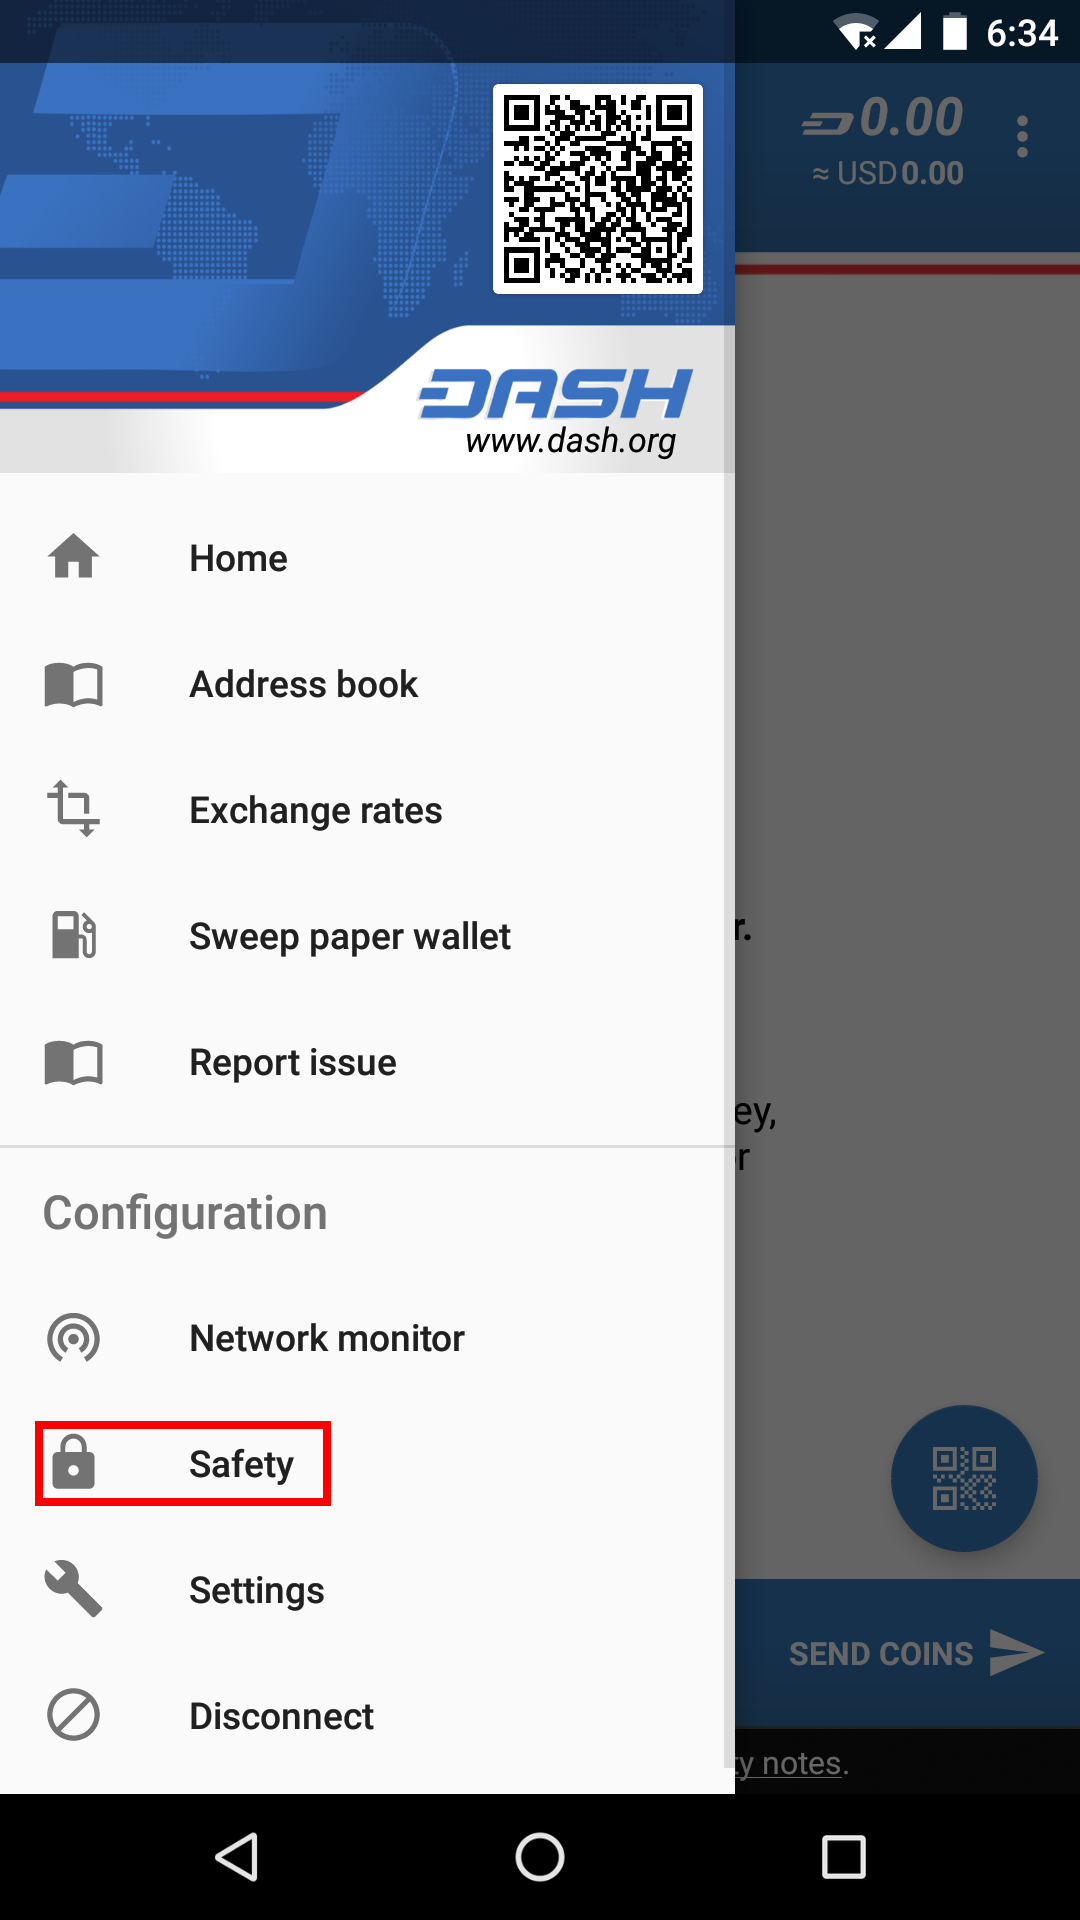 6:34
0.00
≈ USD 0.00
DASH
www.dash.org
Home
Address book
Exchange rates
Sweep paper wallet
r.
Report issue
ey,
r
Configuration
Network monitor
Safety
Settings
SEND COINS
Disconnect
ty notes.